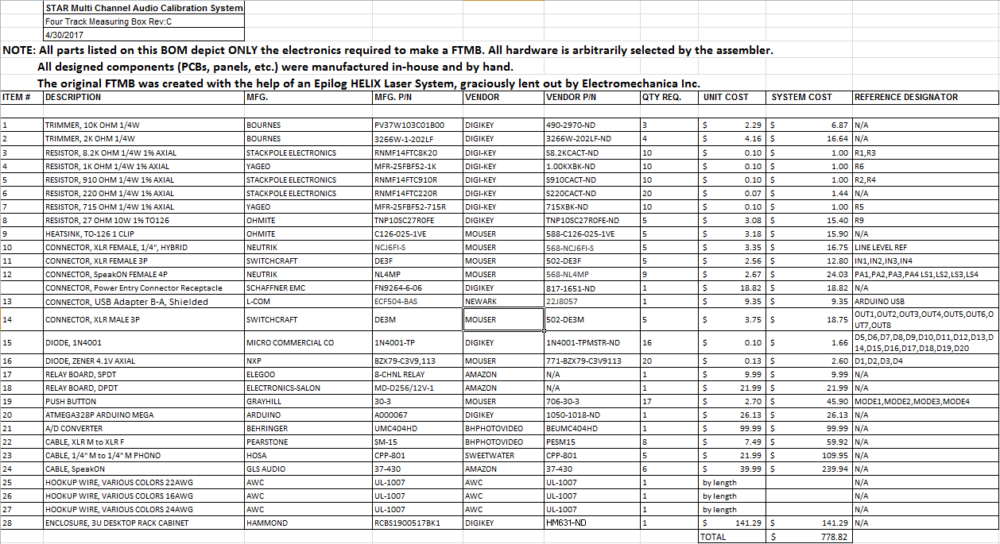 STAR Multi Channel Audio Calibration System
Four Track Measuring Box Rev:C
4/30/2017
NOTE: All parts listed on this BOM depict ONLY the electronics required to make a FTMB. All hardware is arbitrarily selected by the assembler.
All designed components (PCBs, panels, etc.) were manufactured in-house and by hand.
The original FTMB was created with the help of an Epilog HELIX Laser System, graciously lent out by Electromechanica Inc.
ITEM # DESCRIPTION MFG. MFG. P/N VENDOR VENDOR P/N QTY REQ. UNIT COST SYSTEM COST REFERENCE DESIGNATOR
1 TRIMMER, 10K OHM 1/4W BOURNES PV37W103C01B00 DIGIKEY 490-2970-ND 3 $ 2.29 $ 6.87 N/A
2 TRIMMER, 2K OHM 1/4W BOURNES 3266W-1-202LF DIGIKEY 3266W-202LF-ND 4 $ 4.16 $ 16.64 N/A
3 RESISTOR, 8.2K OHM 1/4W 1% AXIAL STACKPOLE ELECTRONICS RNMF14FTC8K20 DIGI-KEY S8.2KCACT-ND 10 $ 0.10 $ 1.00 R1,R3
4 RESISTOR, 1K OHM 1/4W 1% AXIAL YAGEO MFR-25FBF52-1K DIGI-KEY 1.00KXBK-ND 10 $ 0.10 $ 1.00 R6
5 RESISTOR, 910 OHM 1/4W 1% AXIAL STACKPOLE ELECTRONICS RNMF14FTC910R DIGI-KEY S910CACT-ND 10 $ 0.10 $ 1.00 R2,R4
6 RESISTOR, 220 OHM 1/4W 1% AXIAL STACKPOLE ELECTRONICS RNMF14FTC220R DIGI-KEY S220CACT-ND 20 $ 0.07 $ 1.44 N/A
7 RESISTOR, 715 OHM 1/4W 1% AXIAL YAGEO MFR-25FBF52-715R DIGI-KEY 715XBK-ND 10 $ 0.10 $ 1.00 R5
8 RESISTOR, 27 OHM 10W 1% TO126 OHMITE TNP10SC27R0FE DIGIKEY TNP10SC27R0FE-ND 5 $ 3.08 $ 15.40 R9
9 HEATSINK, TO-126 1 CLIP OHMITE C126-025-1VE MOUSER 588-C126-025-1VE 5 $ 3.18 $ 15.90 N/A
10 CONNECTOR, XLR FEMALE, 1/4", HYBRID NEUTRIK NCJ6FI-S MOUSER 568-NCJ6FI-S 5 $ 3.35 $ 16.75 LINE LEVEL REF
11 CONNECTOR, XLR FEMALE 3P SWITCHCRAFT DE3F MOUSER 502-DE3F 5 $ 2.56 $ 12.80 IN1,IN2,IN3,IN4
12 CONNECTOR, SpeakON FEMALE 4P NEUTRIK NL4MP MOUSER 568-NL4MP 9 $ 2.67 $ 24.03 PA1,PA2,PA3,PA4 LS1,LS2,LS3,LS4
CONNECTOR, Power Entry Connector Receptacle SCHAFFNER EMC FN9264-6-06 DIGIKEY 817-1651-ND 1 $ 18.82 $ 18.82 N/A
13 CONNECTOR, USB Adapter B-A, Shielded L-COM ECF504-BAS NEWARK 22J8057 1 $ 9.35 $ 9.35 ARDUINO USB
14 CONNECTOR, XLR MALE 3P SWITCHCRAFT DE3M MOUSER 502-DE3M 5 $ 3.75 $ 18.75 OUT1,OUT2,OUT3,OUT4,OUT5,OUT6,O
UT7,OUT8
15 DIODE, 1N4001 MICRO COMMERCIAL CO 1N4001-TP DIGIKEY 1N4001-TPMSTR-ND 16 $ 0.10 $ 1.66 D5,D6,D7,D8,D9,D10,D11,D12,D13,D
14,D15,D16,D17,D18,D19,D20
16 DIODE, ZENER 4.1V AXIAL NXP BZX79-C3V9,113 MOUSER 771-BZX79-C3V9113 20 $ 0.13 $ 2.60 D1,D2,D3,D4
17 RELAY BOARD, SPDT ELEGOO 8-CHNL RELAY AMAZON N/A 1 $ 9.99 $ 9.99 N/A
18 RELAY BOARD, DPDT ELECTRONICS-SALON MD-D256/12V-1 AMAZON N/A 1 $ 21.99 $ 21.99 N/A
19 PUSH BUTTON GRAYHILL 30-3 MOUSER 706-30-3 17 $ 2.70 $ 45.90 MODE1,MODE2,MODE3,MODE4
20 ATMEGA328P ARDUINO MEGA ARDUINO A000067 DIGIKEY 1050-1018-ND 1 $ 26.13 $ 26.13 N/A
21 A/D CONVERTER BEHRINGER UMC404HD BHPHOTOVIDEO BEUMC404HD 1 $ 99.99 $ 99.99 N/A
22 CABLE, XLR M to XLR F PEARSTONE SM-15 BHPHOTOVIDEO PESM15 8 $ 7.49 $ 59.92 N/A
23 CABLE, 1/4" M to 1/4" M PHONO HOSA CPP-801 SWEETWATER CPP-801 5 $ 21.99 $ 109.95 N/A
24 CABLE, SpeakON GLS AUDIO 37-430 AMAZON 37-430 6 $ 39.99 $ 239.94 N/A
25 HOOKUP WIRE, VARIOUS COLORS 22AWG AWC UL-1007 AWC UL-1007 1 by length N/A
26 HOOKUP WIRE, VARIOUS COLORS 16AWG AWC UL-1007 AWC UL-1007 1 by length N/A
27 HOOKUP WIRE, VARIOUS COLORS 24AWG AWC UL-1007 AWC UL-1007 1 by length N/A
28 ENCLOSURE, 3U DESKTOP RACK CABINET HAMMOND RCBS1900517BK1 DIGIKEY HM631-ND 1 $ 141.29 $ 141.29 N/A
TOTAL $ 778.82